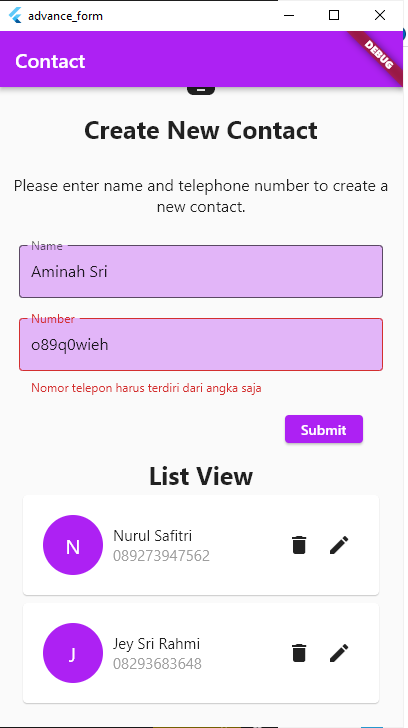 advance_form
Contact
DEBUG
Create New Contact
Please enter name and telephone number to create a
new contact.
Name
Aminah Sri
Number
o89q0wieh
Nomor telepon harus terdiri dari angka saja
Submit
List View
N
Nurul Safitri
089273947562
J
Jey Sri Rahmi
08293683648